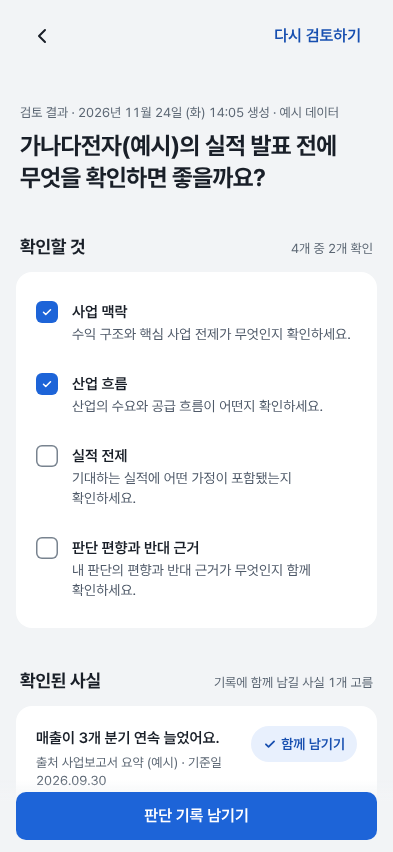 다시 검토하기
검토 결과 · 2026년 11월 24일 (화) 14:05 생성 · 예시 데이터
가나다전자(예시)의 실적 발표 전에
무엇을 확인하면 좋을까요?
확인할 것
4개 중 2개 확인
사업 맥락
수익 구조와 핵심 사업 전제가 무엇인지 확인하세요.
산업 흐름
산업의 수요와 공급 흐름이 어떤지 확인하세요.
실적 전제
기대하는 실적에 어떤 가정이 포함됐는지
확인하세요.
판단 편향과 반대 근거
내 판단의 편향과 반대 근거가 무엇인지 함께
확인하세요.
확인된 사실
기록에 함께 남길 사실 1개 고름
매출이 3개 분기 연속 늘었어요.
함께 남기기
출처 사업보고서 요약 (예시) · 기준일
2026.09.30
판단 기록 남기기